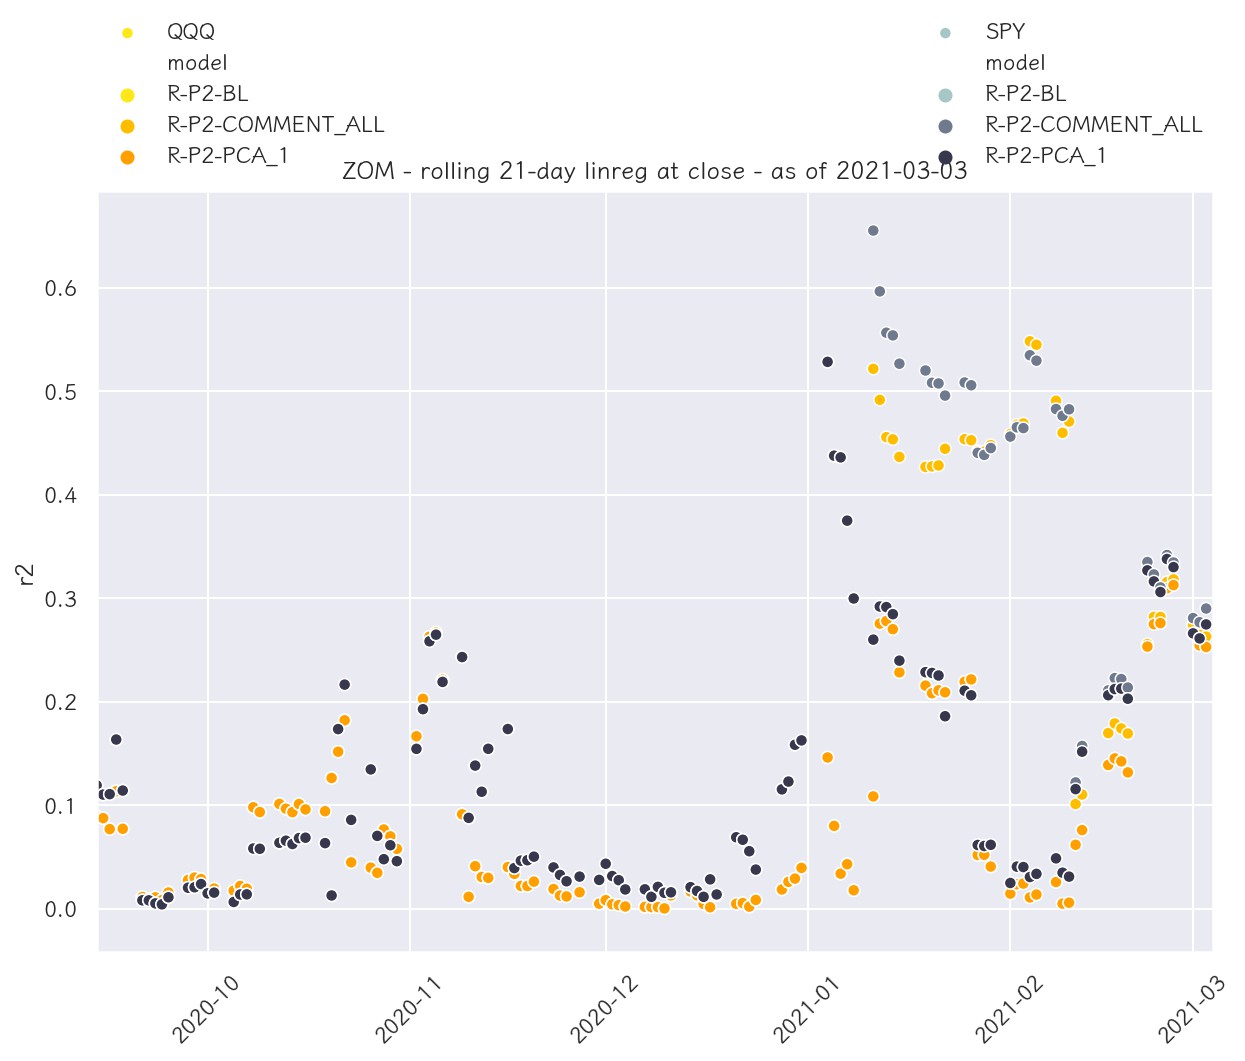 QQQ
model
R-P2-BL
R-P2-COMMENT_ALL
R-P2-PCA_1
SPY
model
R-P2-BL
R-P2-COMMENT_ALL
R-P2-PCA_1
ZOM - rolling 21-day linreg at close - as of 2021-03-03
0.6
0.5
0.4
0.3
0.2
0.1
0.0
r2
2020-10
2020-11
2020-12
2021-01
2021-02
2021-03